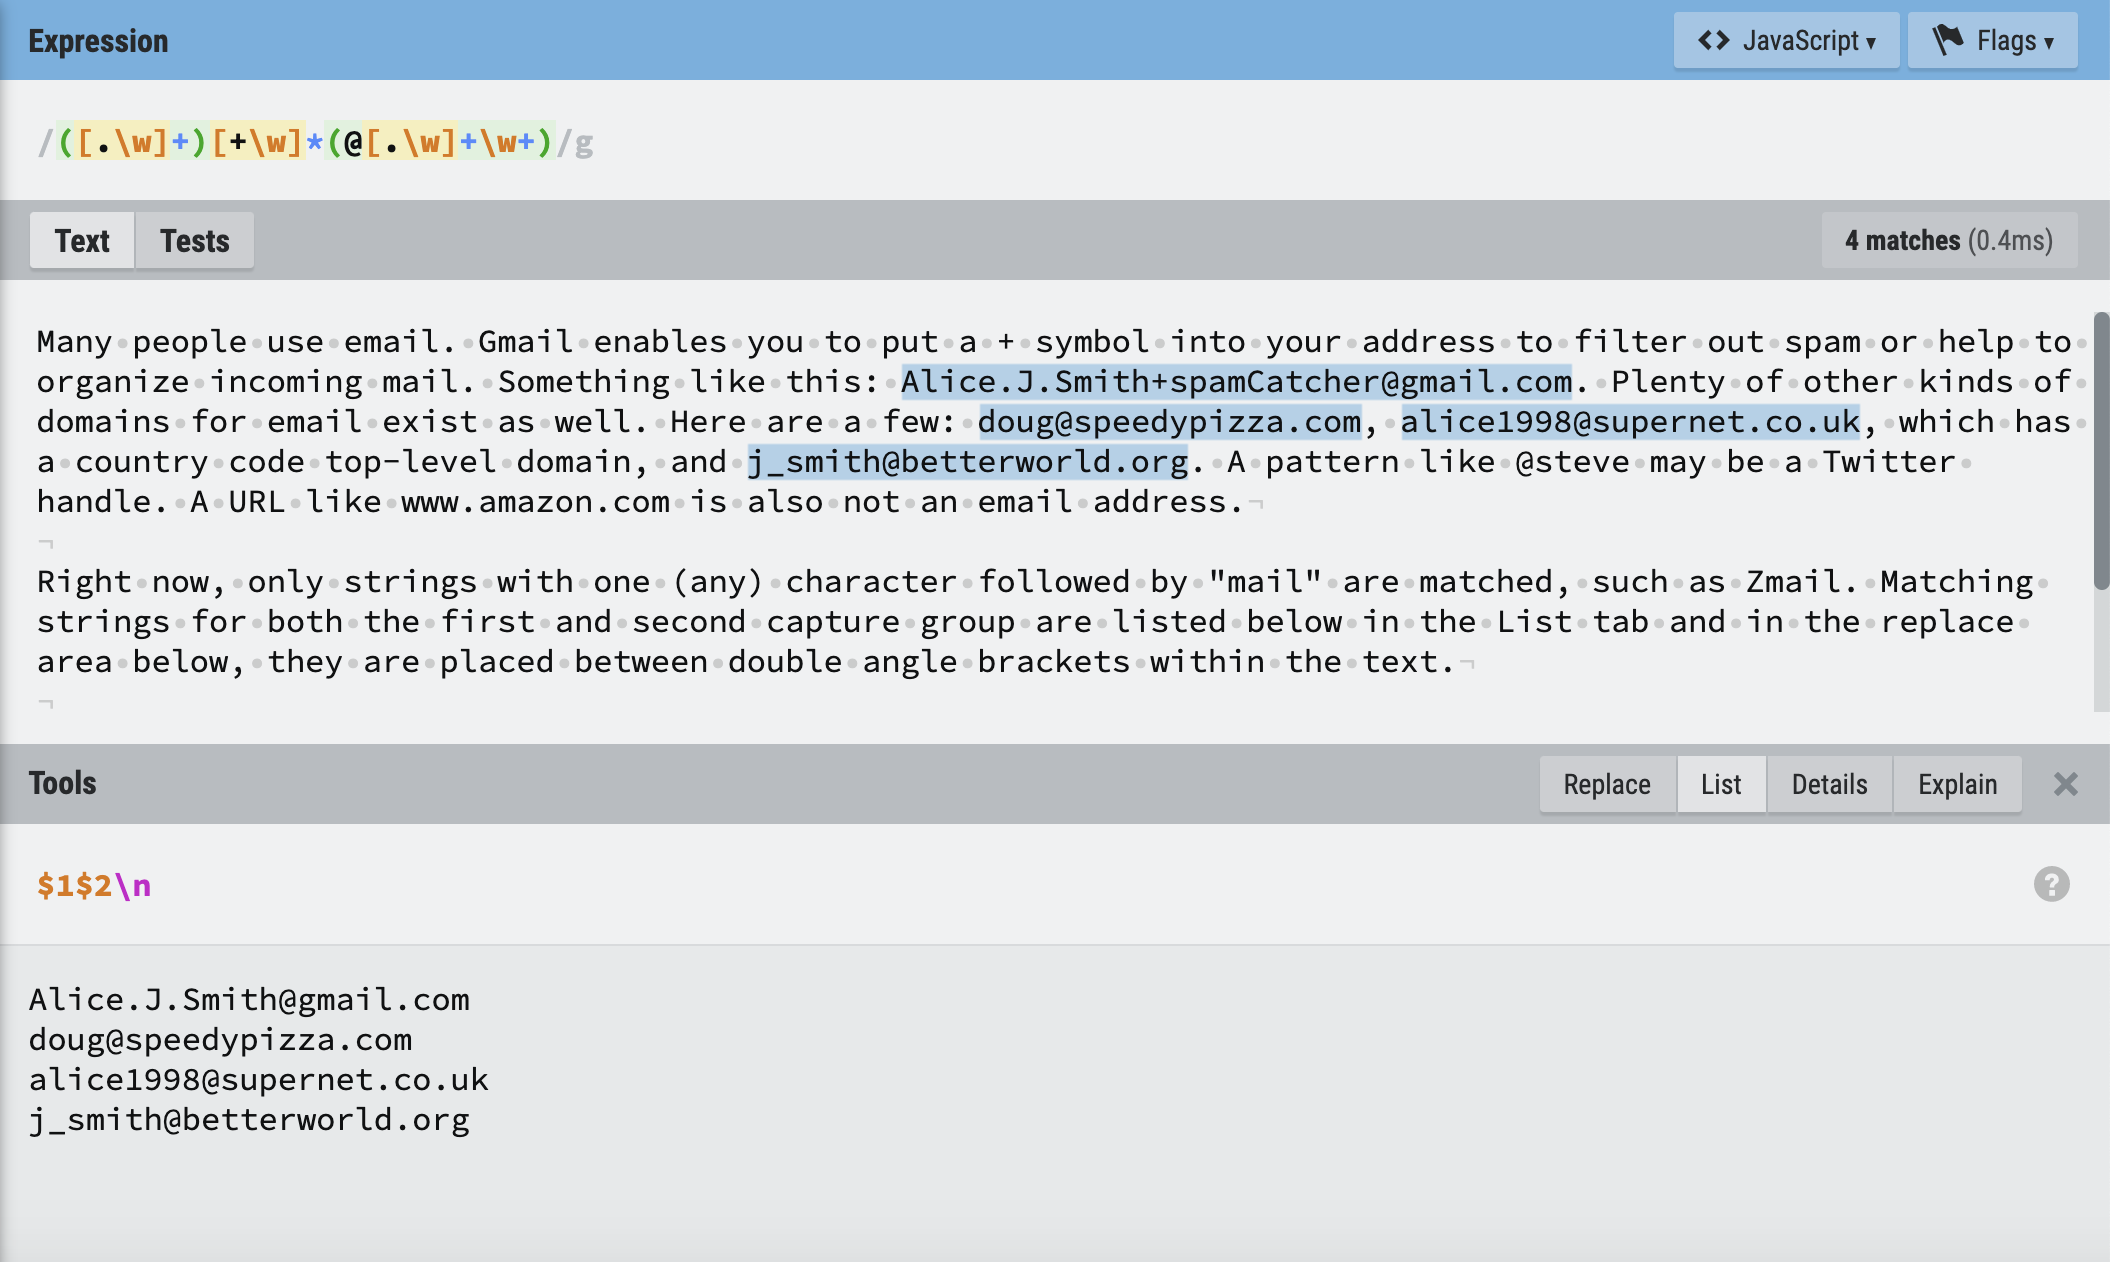 Expression
<> JavaScript ▾
Flags ▾
/([.\w]+)[+\w]*(@[.\w]+\w+)/g
Text
Tests
4 matches (0.4ms)
Many people use email. Gmail enables you to put a + symbol into your address to filter out spam or help to
organize incoming mail. Something like this: Alice.J.Smith+spamCatcher@gmail.com. Plenty of other kinds of
domains for email exist as well. Here are a few: doug@speedypizza.com, alice1998@supernet.co.uk, which has
a country code top-level domain, and j_smith@betterworld.org. A pattern like @steve may be a Twitter
handle. A URL like www.amazon.com is also not an email address.
Right now, only strings with one (any) character followed by "mail" are matched, such as Zmail. Matching
strings for both the first and second capture group are listed below in the List tab and in the replace
area below, they are placed between double angle brackets within the text.
Tools
Replace
List
Details
Explain
$1$2\n
?
Alice.J.Smith@gmail.com
doug@speedypizza.com
alice1998@supernet.co.uk
j_smith@betterworld.org